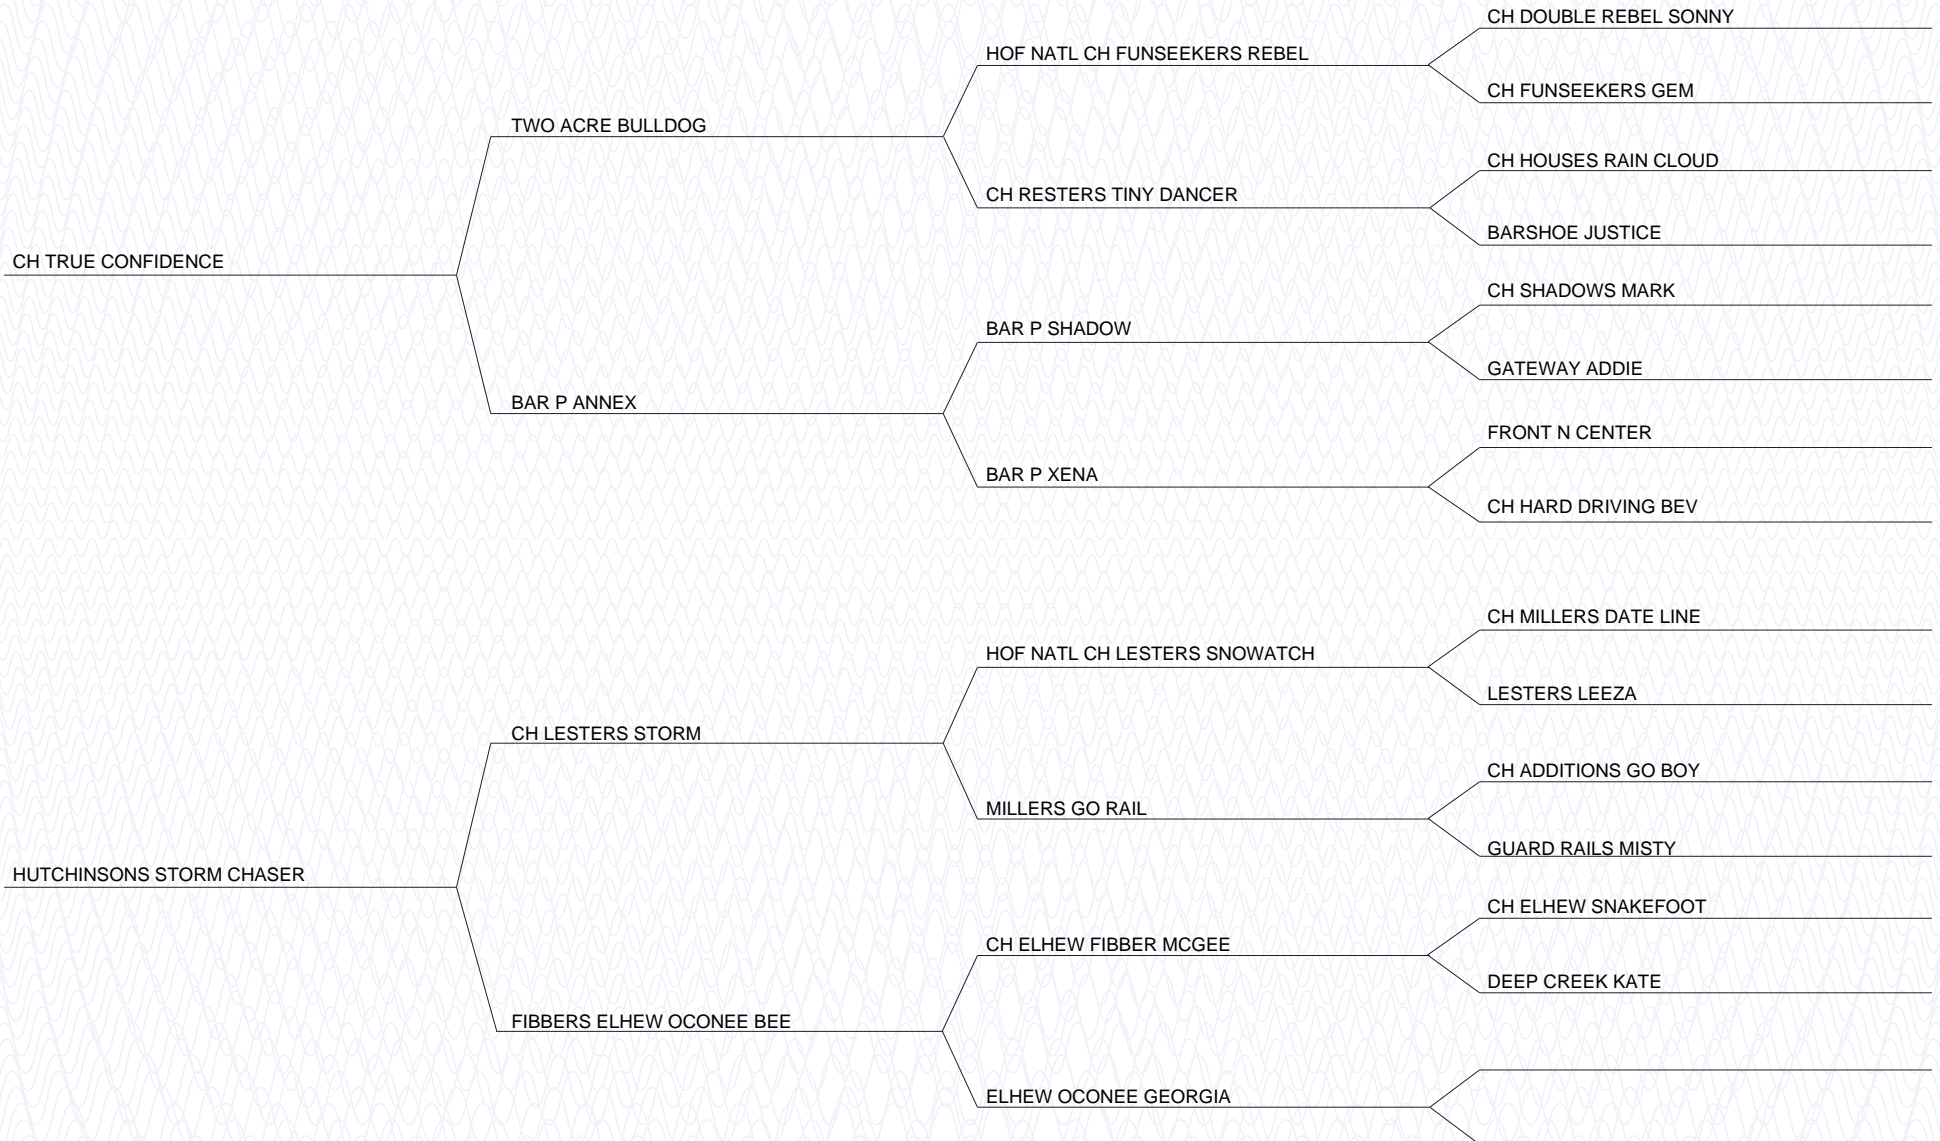 CH DOUBLE REBEL SONNY
HOF NATL CH FUNSEEKERS REBEL
CH FUNSEEKERS GEM
TWO ACRE BULLDOG
CH HOUSES RAIN CLOUD
CH RESTERS TINY DANCER
BARSHOE JUSTICE
CH TRUE CONFIDENCE
CH SHADOWS MARK
BAR P SHADOW
GATEWAY ADDIE
BAR P ANNEX
FRONT N CENTER
BAR P XENA
CH HARD DRIVING BEV
CH MILLERS DATE LINE
HOF NATL CH LESTERS SNOWATCH
LESTERS LEEZA
CH LESTERS STORM
CH ADDITIONS GO BOY
MILLERS GO RAIL
GUARD RAILS MISTY
HUTCHINSONS STORM CHASER
CH ELHEW SNAKEFOOT
CH ELHEW FIBBER MCGEE
DEEP CREEK KATE
FIBBERS ELHEW OCONEE BEE
ELHEW OCONEE GEORGIA